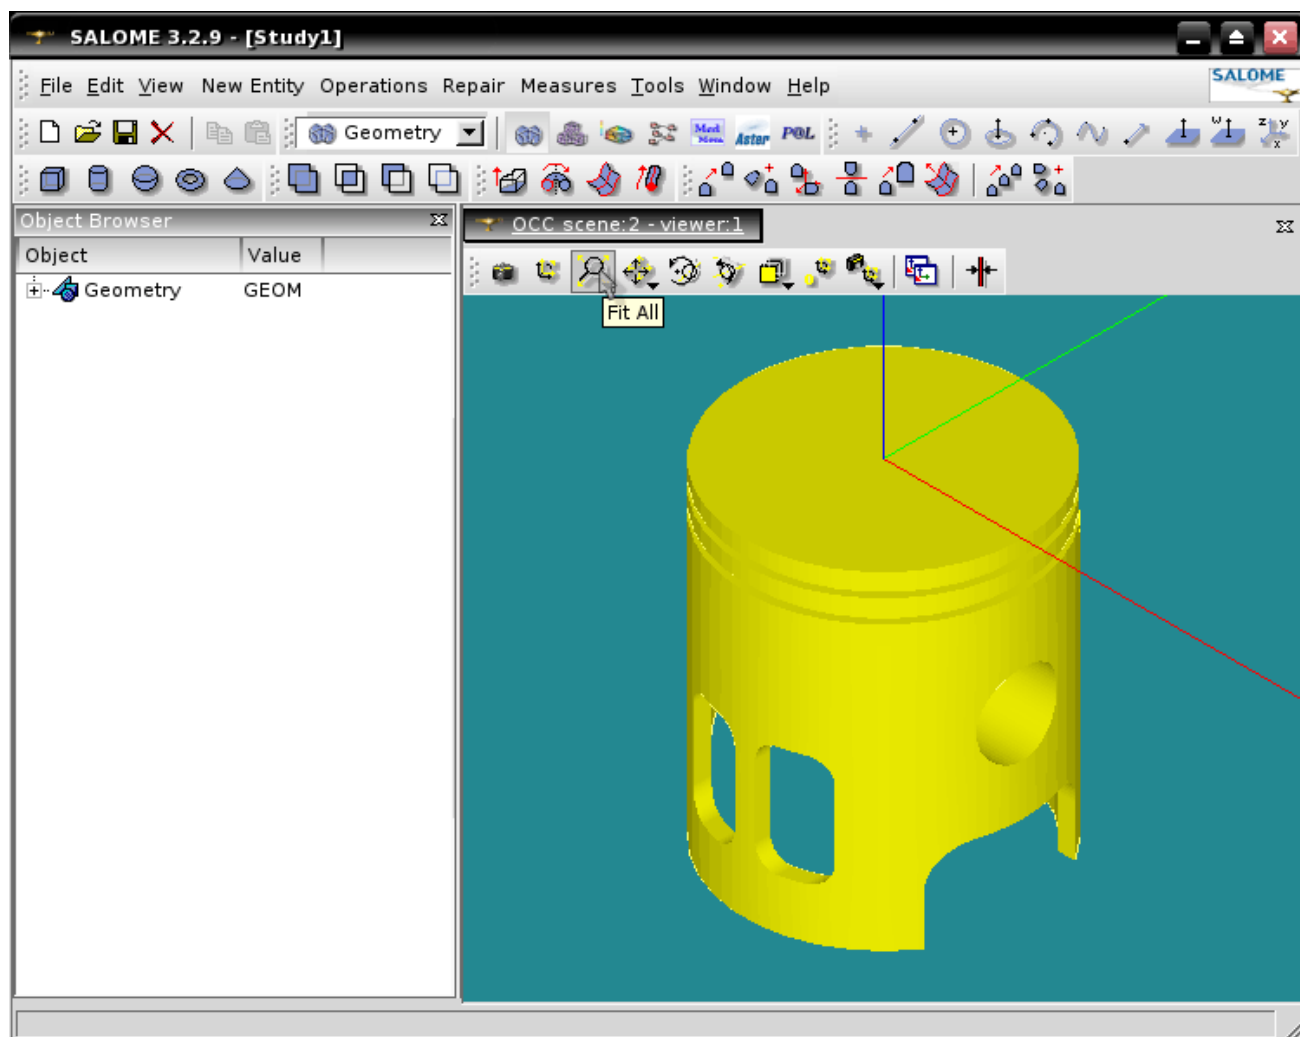 SALOME 3.2.9 - [Study1]
File Edit View New Entity Operations Repair Measures Tools Window Help
SALOME
Geometry
Med
Mem
Aster
POL
W
z y
x
Object Browser
OCC scene:2 - viewer:1
Object Value
Geometry GEOM
Fit All